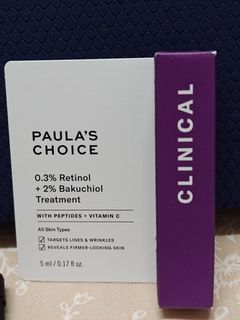 PAULA'S
CHOICE
0.3% Retinol
+ 2% Bakuchiol
Treatment
WITH PEPTIDES + VITAMIN C
All Skin Types
TARGETS LINES & WRINKLES
REVEALS FIRMER-LOOKING SKIN
5 ml / 0.17 fl oz.
CLINICAL